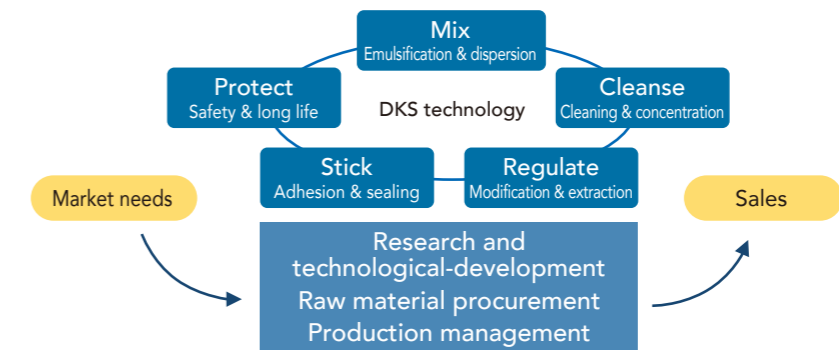 Mix
Emulsification & dispersion
Protect
Safety & long life
Cleanse
Cleaning & concentration
DKS technology
Stick
Adhesion & sealing
Regulate
Modification & extraction
Market needs
Sales
Research and
technological-development
Raw material procurement
Production management